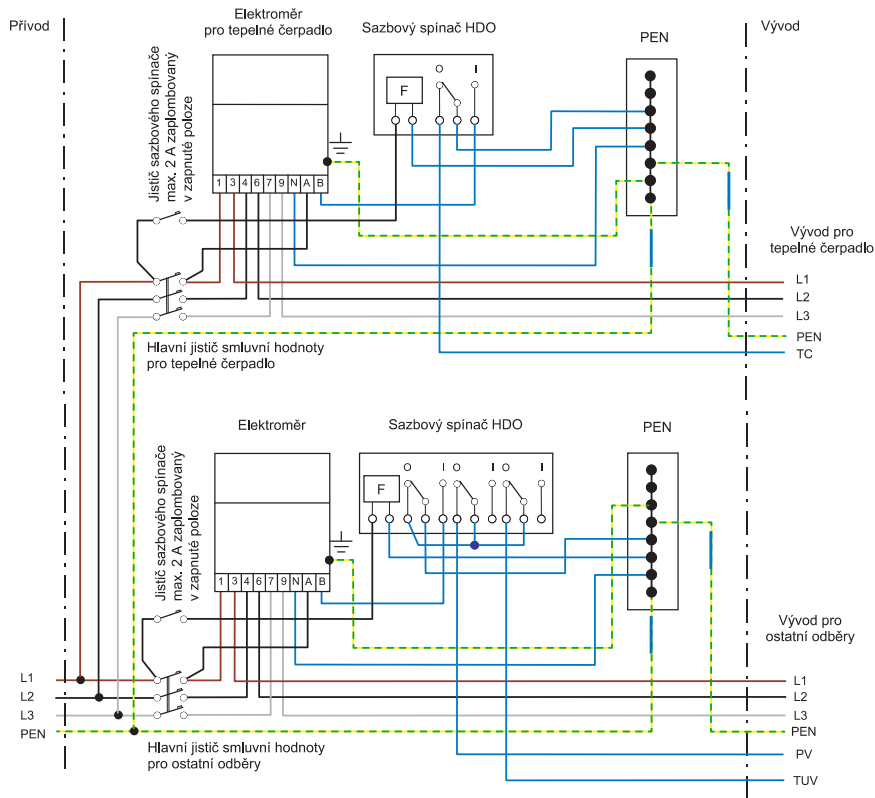 Přívod
Elektroměr
pro tepelné čerpadlo
Sazbový spínač HDO
PEN
Vývod
Jistič sazbového spínače
max. 2 A zaplombovaný
v zapnuté poloze
F
O
I
1 3 4 6 7 9 N A B
Vývod pro
tepelné čerpadlo
L1
L2
L3
PEN
TC
Hlavní jistič smluvní hodnoty
pro tepelné čerpadlo
Elektroměr
Sazbový spínač HDO
PEN
Jistič sazbového spínače
max. 2 A zaplombovaný
v zapnuté poloze
F
O I O I O I
1 3 4 6 7 9 N A B
Vývod pro
ostatní odběry
L1
L2
L3
PEN
L1
L2
L3
PEN
PV
TUV
Hlavní jistič smluvní hodnoty
pro ostatní odběry